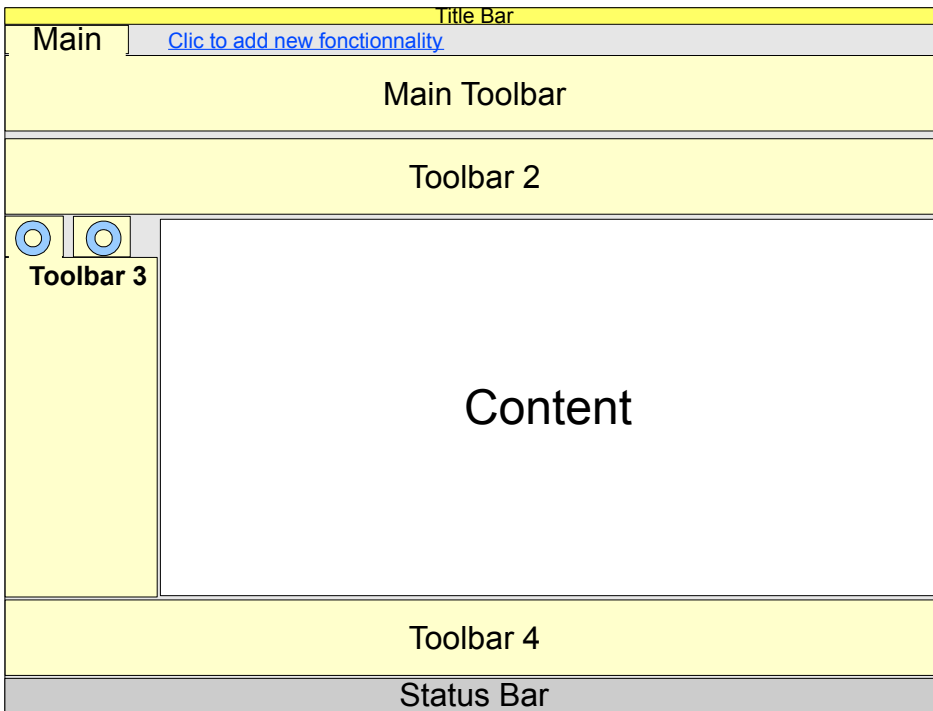 Title Bar
Main
Clic to add new fonctionnality
Main Toolbar
Toolbar 2
Toolbar 3
Content
Toolbar 4
Status Bar